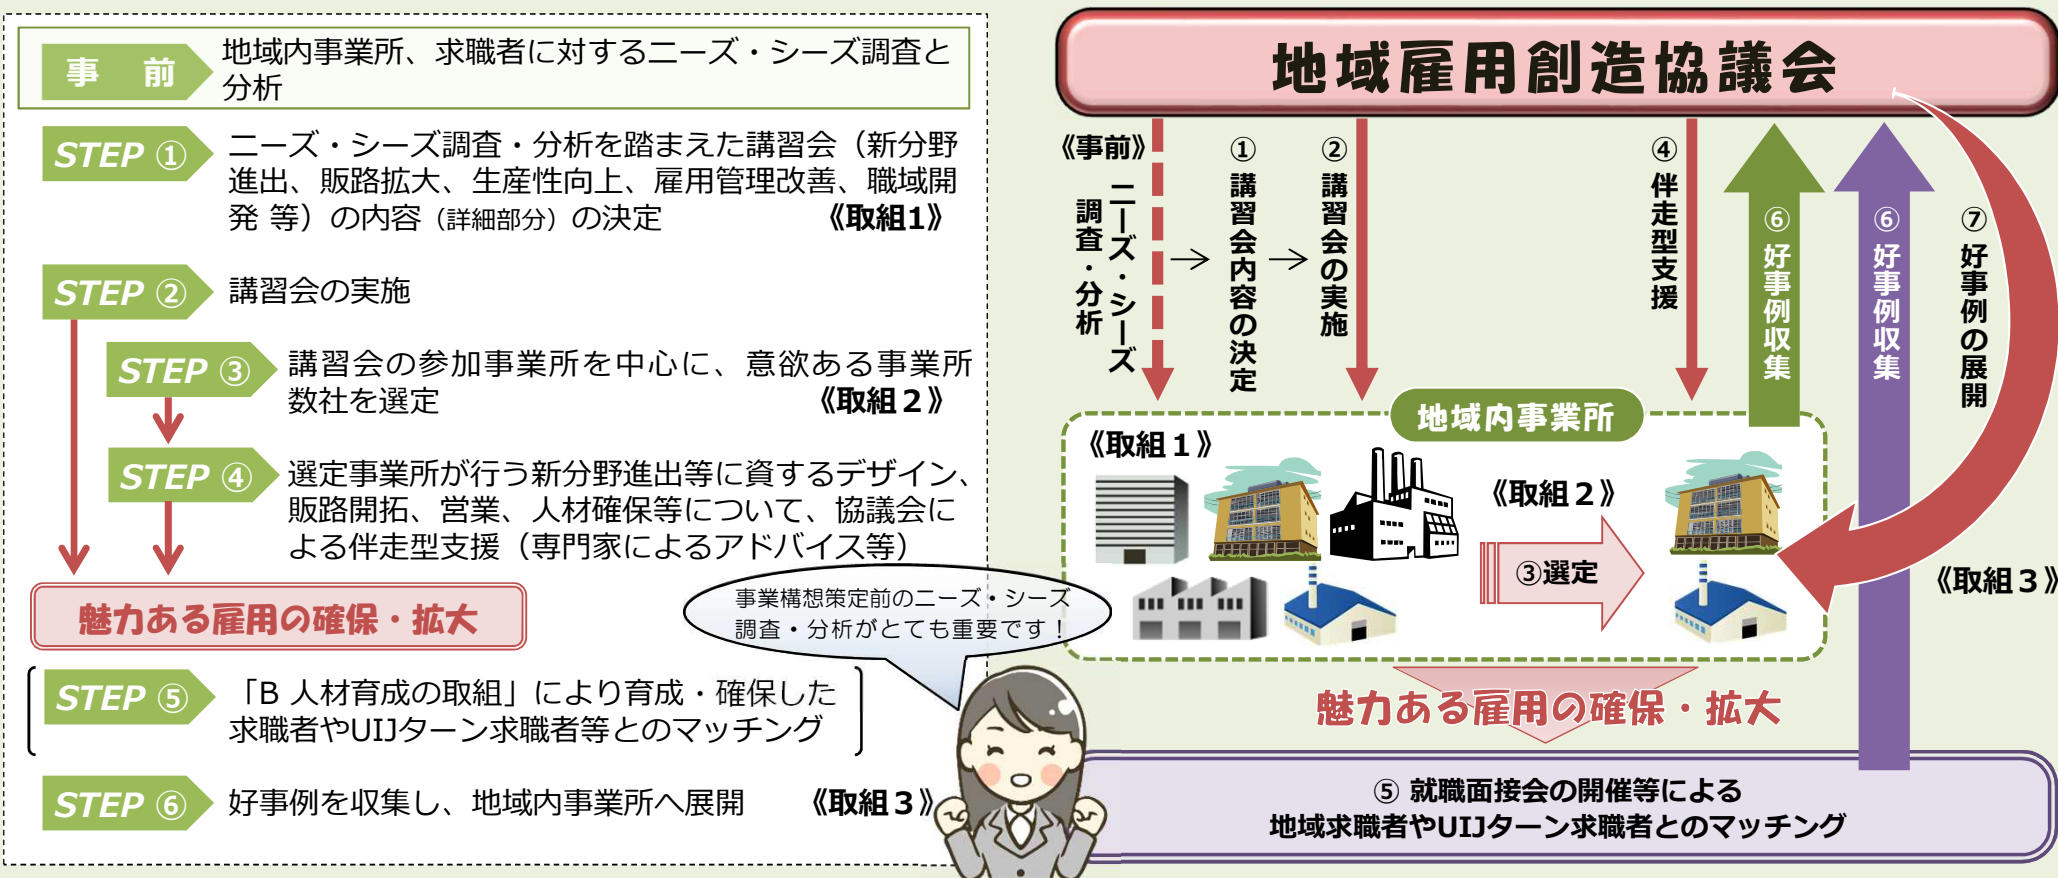 事 前
地域内事業所、求職者に対するニーズ・シーズ調査と
分析
STEP ①
ニーズ・シーズ調査・分析を踏まえた講習会（新分野
進出、販路拡大、生産性向上、雇用管理改善、職域開
発 等）の内容（詳細部分）の決定 《取組1》
STEP ②
講習会の実施
STEP ③
講習会の参加事業所を中心に、意欲ある事業所
数社を選定 《取組２》
STEP ④
選定事業所が行う新分野進出等に資するデザイン、
販路開拓、営業、人材確保等について、協議会に
よる伴走型支援（専門家によるアドバイス等）
魅力ある雇用の確保・拡大
STEP ⑤
「B 人材育成の取組」により育成・確保した
求職者やUIJターン求職者等とのマッチング
STEP ⑥
好事例を収集し、地域内事業所へ展開 《取組３》
事業構想策定前のニーズ・シーズ
調査・分析がとても重要です！
地域雇用創造協議会
《事前》
ニーズ・シーズ
調査・分析
①講習会内容の決定
②講習会の実施
④伴走型支援
⑥好事例収集
⑥好事例収集
⑦好事例の展開
地域内事業所
《取組１》
《取組２》
③選定
《取組３》
魅力ある雇用の確保・拡大
⑤ 就職面接会の開催等による
地域求職者やUIJターン求職者とのマッチング